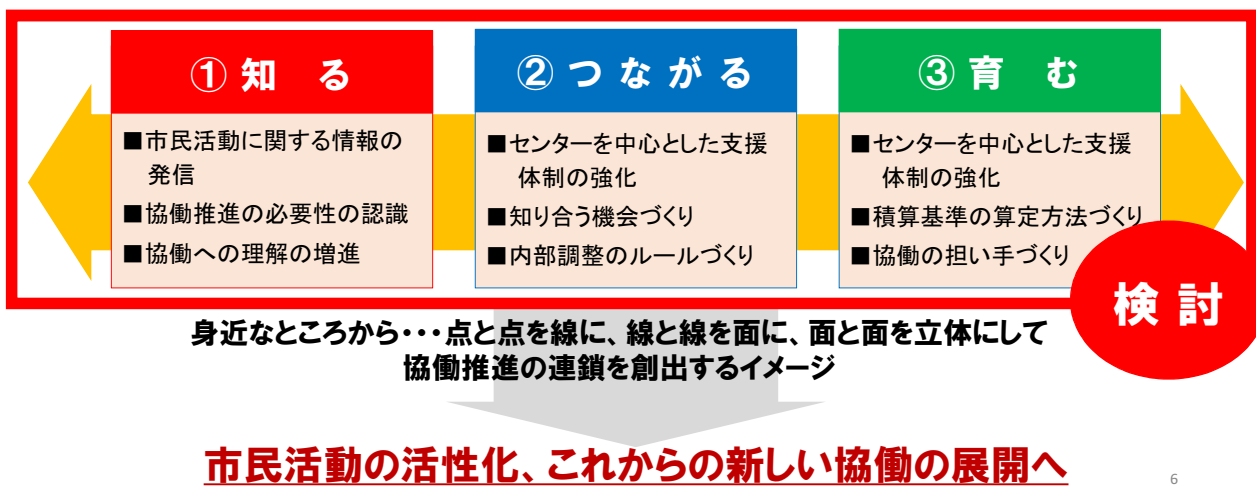 ①知 る
■市民活動に関する情報の
発信
■協働推進の必要性の認識
■協働への理解の増進
②つながる
■センターを中心とした支援
体制の強化
■知り合う機会づくり
■内部調整のルールづくり
③育 む
■センターを中心とした支援
体制の強化
■積算基準の算定方法づくり
■協働の担い手づくり
検 討
身近なところから・・・点と点を線に、線と線を面に、面と面を立体にして
協働推進の連鎖を創出するイメージ
市民活動の活性化、これからの新しい協働の展開へ
6